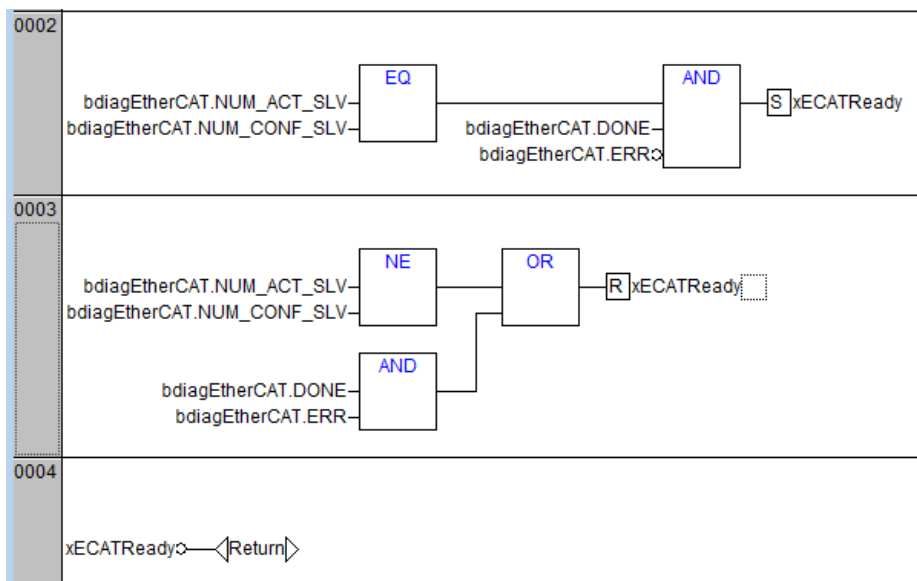 0002
EQ
AND
bdiagEtherCAT.NUM_ACT_SLV
S xECATReady
bdiagEtherCAT.NUM_CONF_SLV
bdiagEtherCAT.DONE
bdiagEtherCAT.ERR
0003
NE
OR
bdiagEtherCAT.NUM_ACT_SLV
R xECATReady
bdiagEtherCAT.NUM_CONF_SLV
AND
bdiagEtherCAT.DONE
bdiagEtherCAT.ERR
0004
xECATReady
Return